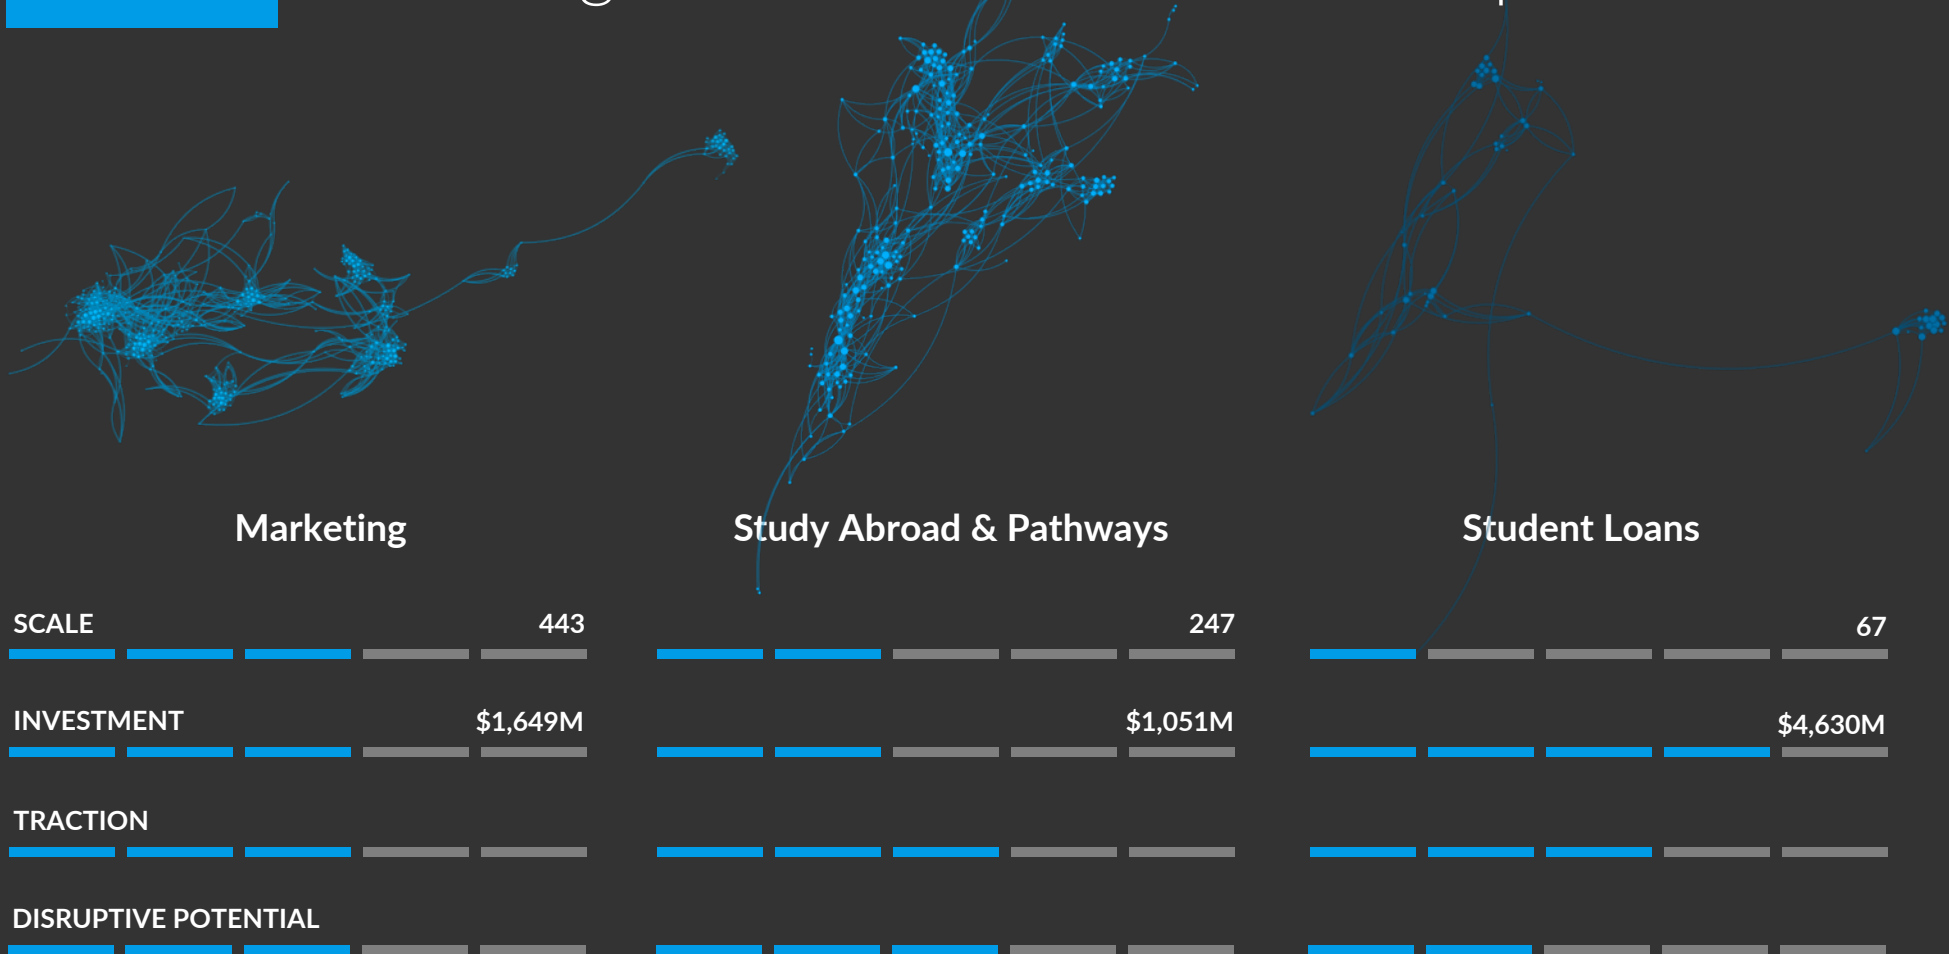 Marketing
Study Abroad & Pathways
Student Loans
SCALE 443 247 67
INVESTMENT $1,649M $1,051M $4,630M
TRACTION
DISRUPTIVE POTENTIAL